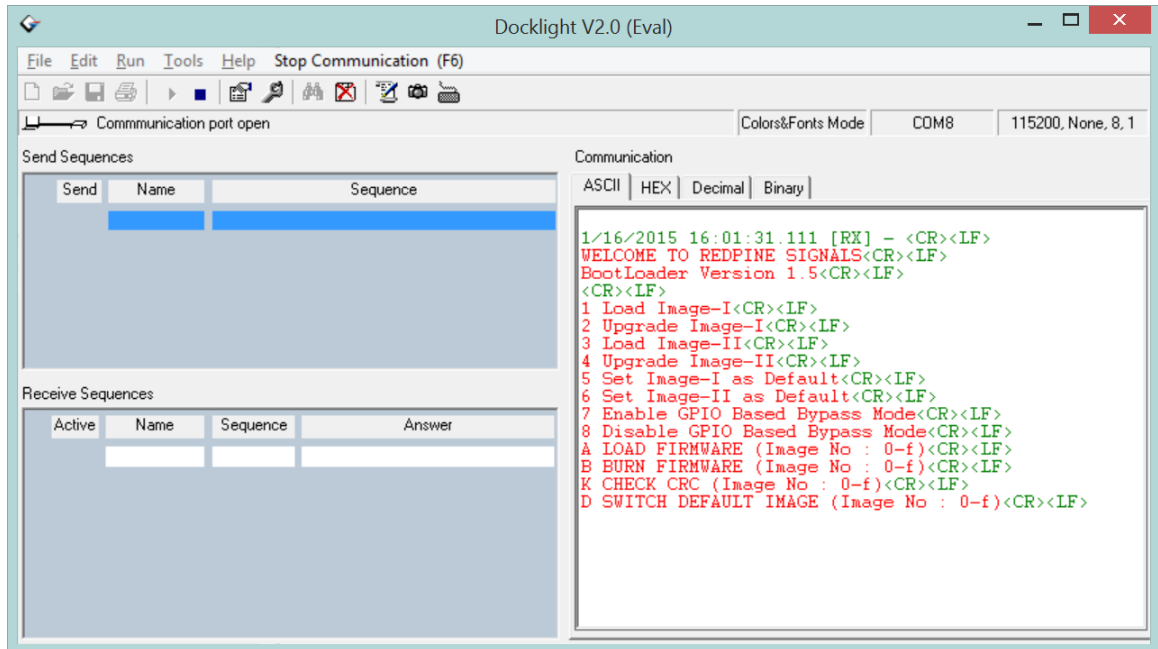 Docklight V2.0 (Eval)
File Edit Run Tools Help Stop Communication (F6)
Commmunication port open Colors&Fonts Mode COM8 115200, None, 8, 1
Send Sequences
Send Name Sequence
Receive Sequences
Active Name Sequence Answer
Communication
ASCII HEX Decimal Binary
1/16/2015 16:01:31.111 [RX] - <CR><LF>
WELCOME TO REDPINE SIGNALS<CR><LF>
BootLoader Version 1.5<CR><LF>
<CR><LF>
1 Load Image-I<CR><LF>
2 Upgrade Image-I<CR><LF>
3 Load Image-II<CR><LF>
4 Upgrade Image-II<CR><LF>
5 Set Image-I as Default<CR><LF>
6 Set Image-II as Default<CR><LF>
7 Enable GPIO Based Bypass Mode<CR><LF>
8 Disable GPIO Based Bypass Mode<CR><LF>
A LOAD FIRMWARE (Image No : 0-f)<CR><LF>
B BURN FIRMWARE (Image No : 0-f)<CR><LF>
K CHECK CRC (Image No : 0-f)<CR><LF>
D SWITCH DEFAULT IMAGE (Image No : 0-f)<CR><LF>